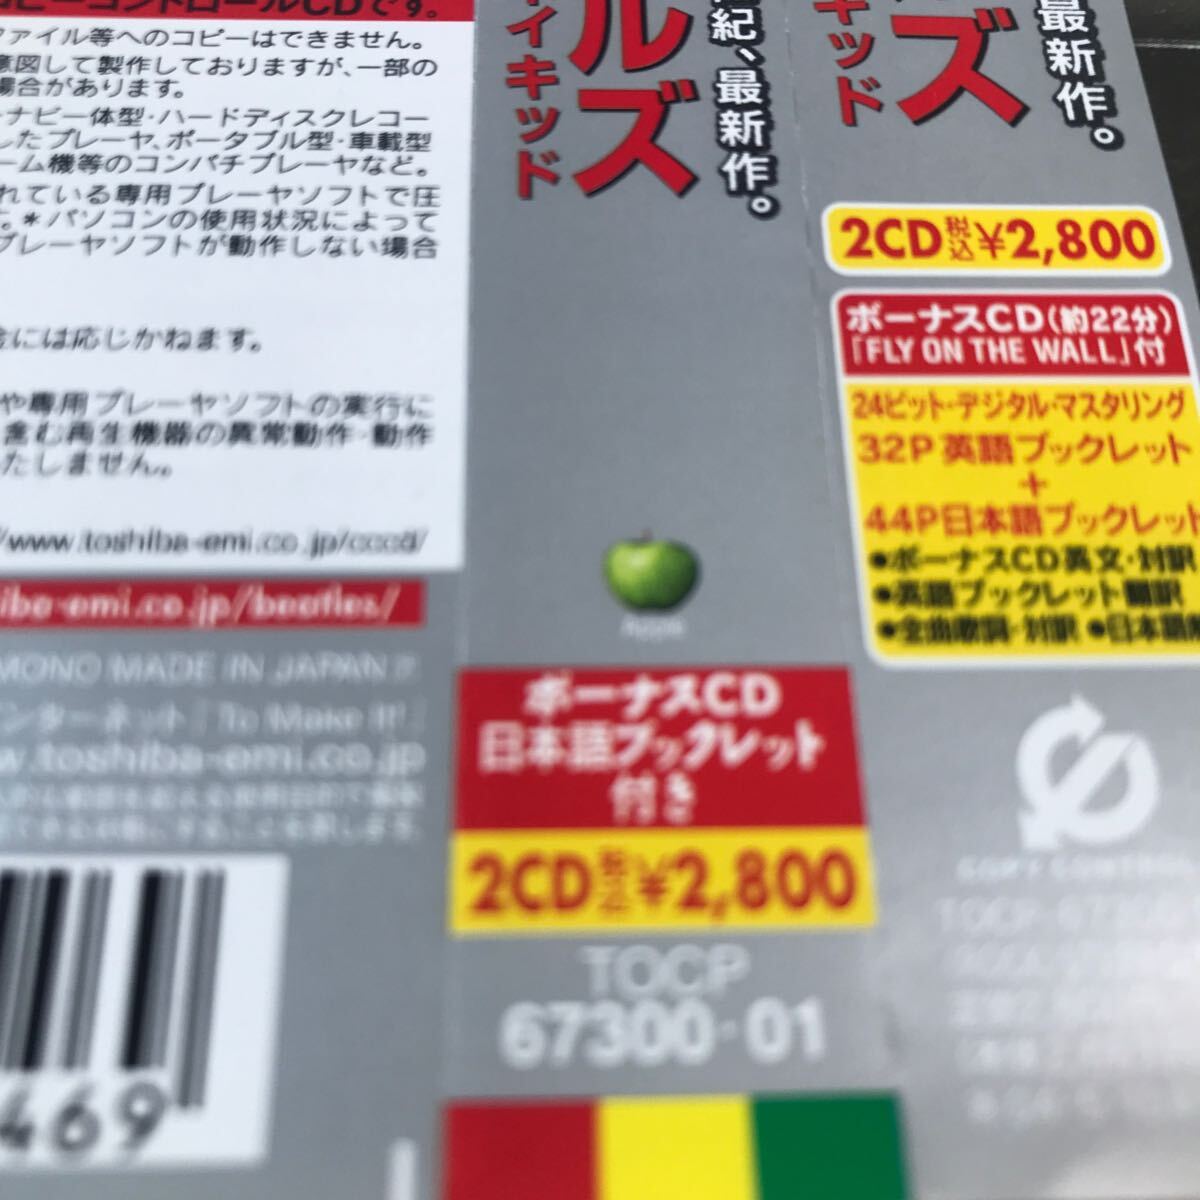 コピーコントロールCDです。
ファイル等へのコピーはできません。
意図して製作しておりますが、一部の
場合があります。
ナビ一体型・ハードディスクレコー
したプレーヤ、ポータブル型・車載型
ーム機等のコンパチプレーヤなど。
れている専用プレーヤソフトで圧
す。＊パソコンの使用状況によって
プレーヤソフトが動作しない場合
金には応じかねます。
や専用プレーヤソフトの実行に
含む再生機器の異常動作・動作
たしません。
/www.toshiba-emi.co.jp/cccd/
iba-emi.co.jp/beatles/
MONO MADE IN JAPAN
インターネット「To Make It!」
w.toshiba-emi.co.jp
469
ルズ
イキッド
紀、最新作。
Apple
ボーナスCD
日本語ブックレット
付き
2CD税込¥2,800
TOCP
67300-01
ズ
キッド
最新作。
2CD税込¥2,800
ボーナスCD（約22分）
「FLY ON THE WALL」付
24ビット・デジタル・マスタリング
32P 英語ブックレット
+
44P日本語ブックレット
●ボーナスCD英文・対訳
●英語ブックレット翻訳
●全曲歌詞・対訳 ●日本語解
COPY CONTROL
TOCP-67300